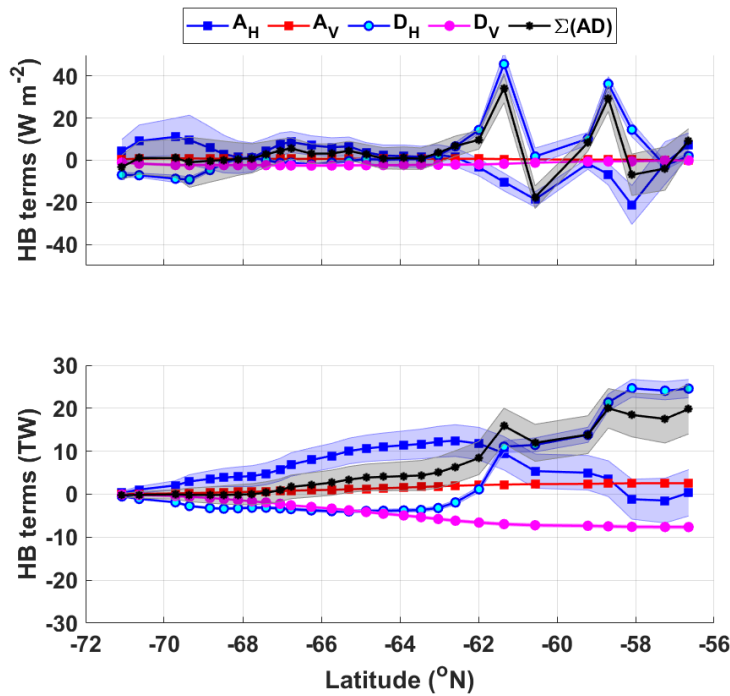 A_H A_V D_H D_V Σ(AD)
HB terms (W m⁻²)
40
20
0
-20
-40
HB terms (TW)
30
20
10
0
-10
-20
-30
-72 -70 -68 -66 -64 -62 -60 -58 -56
Latitude (ᵒN)